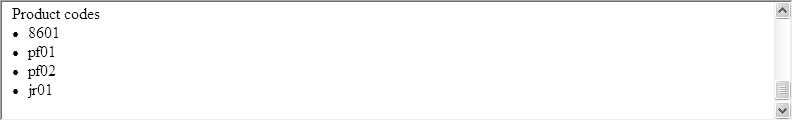 Product codes
• 8601
• pf01
• pf02
• jr01